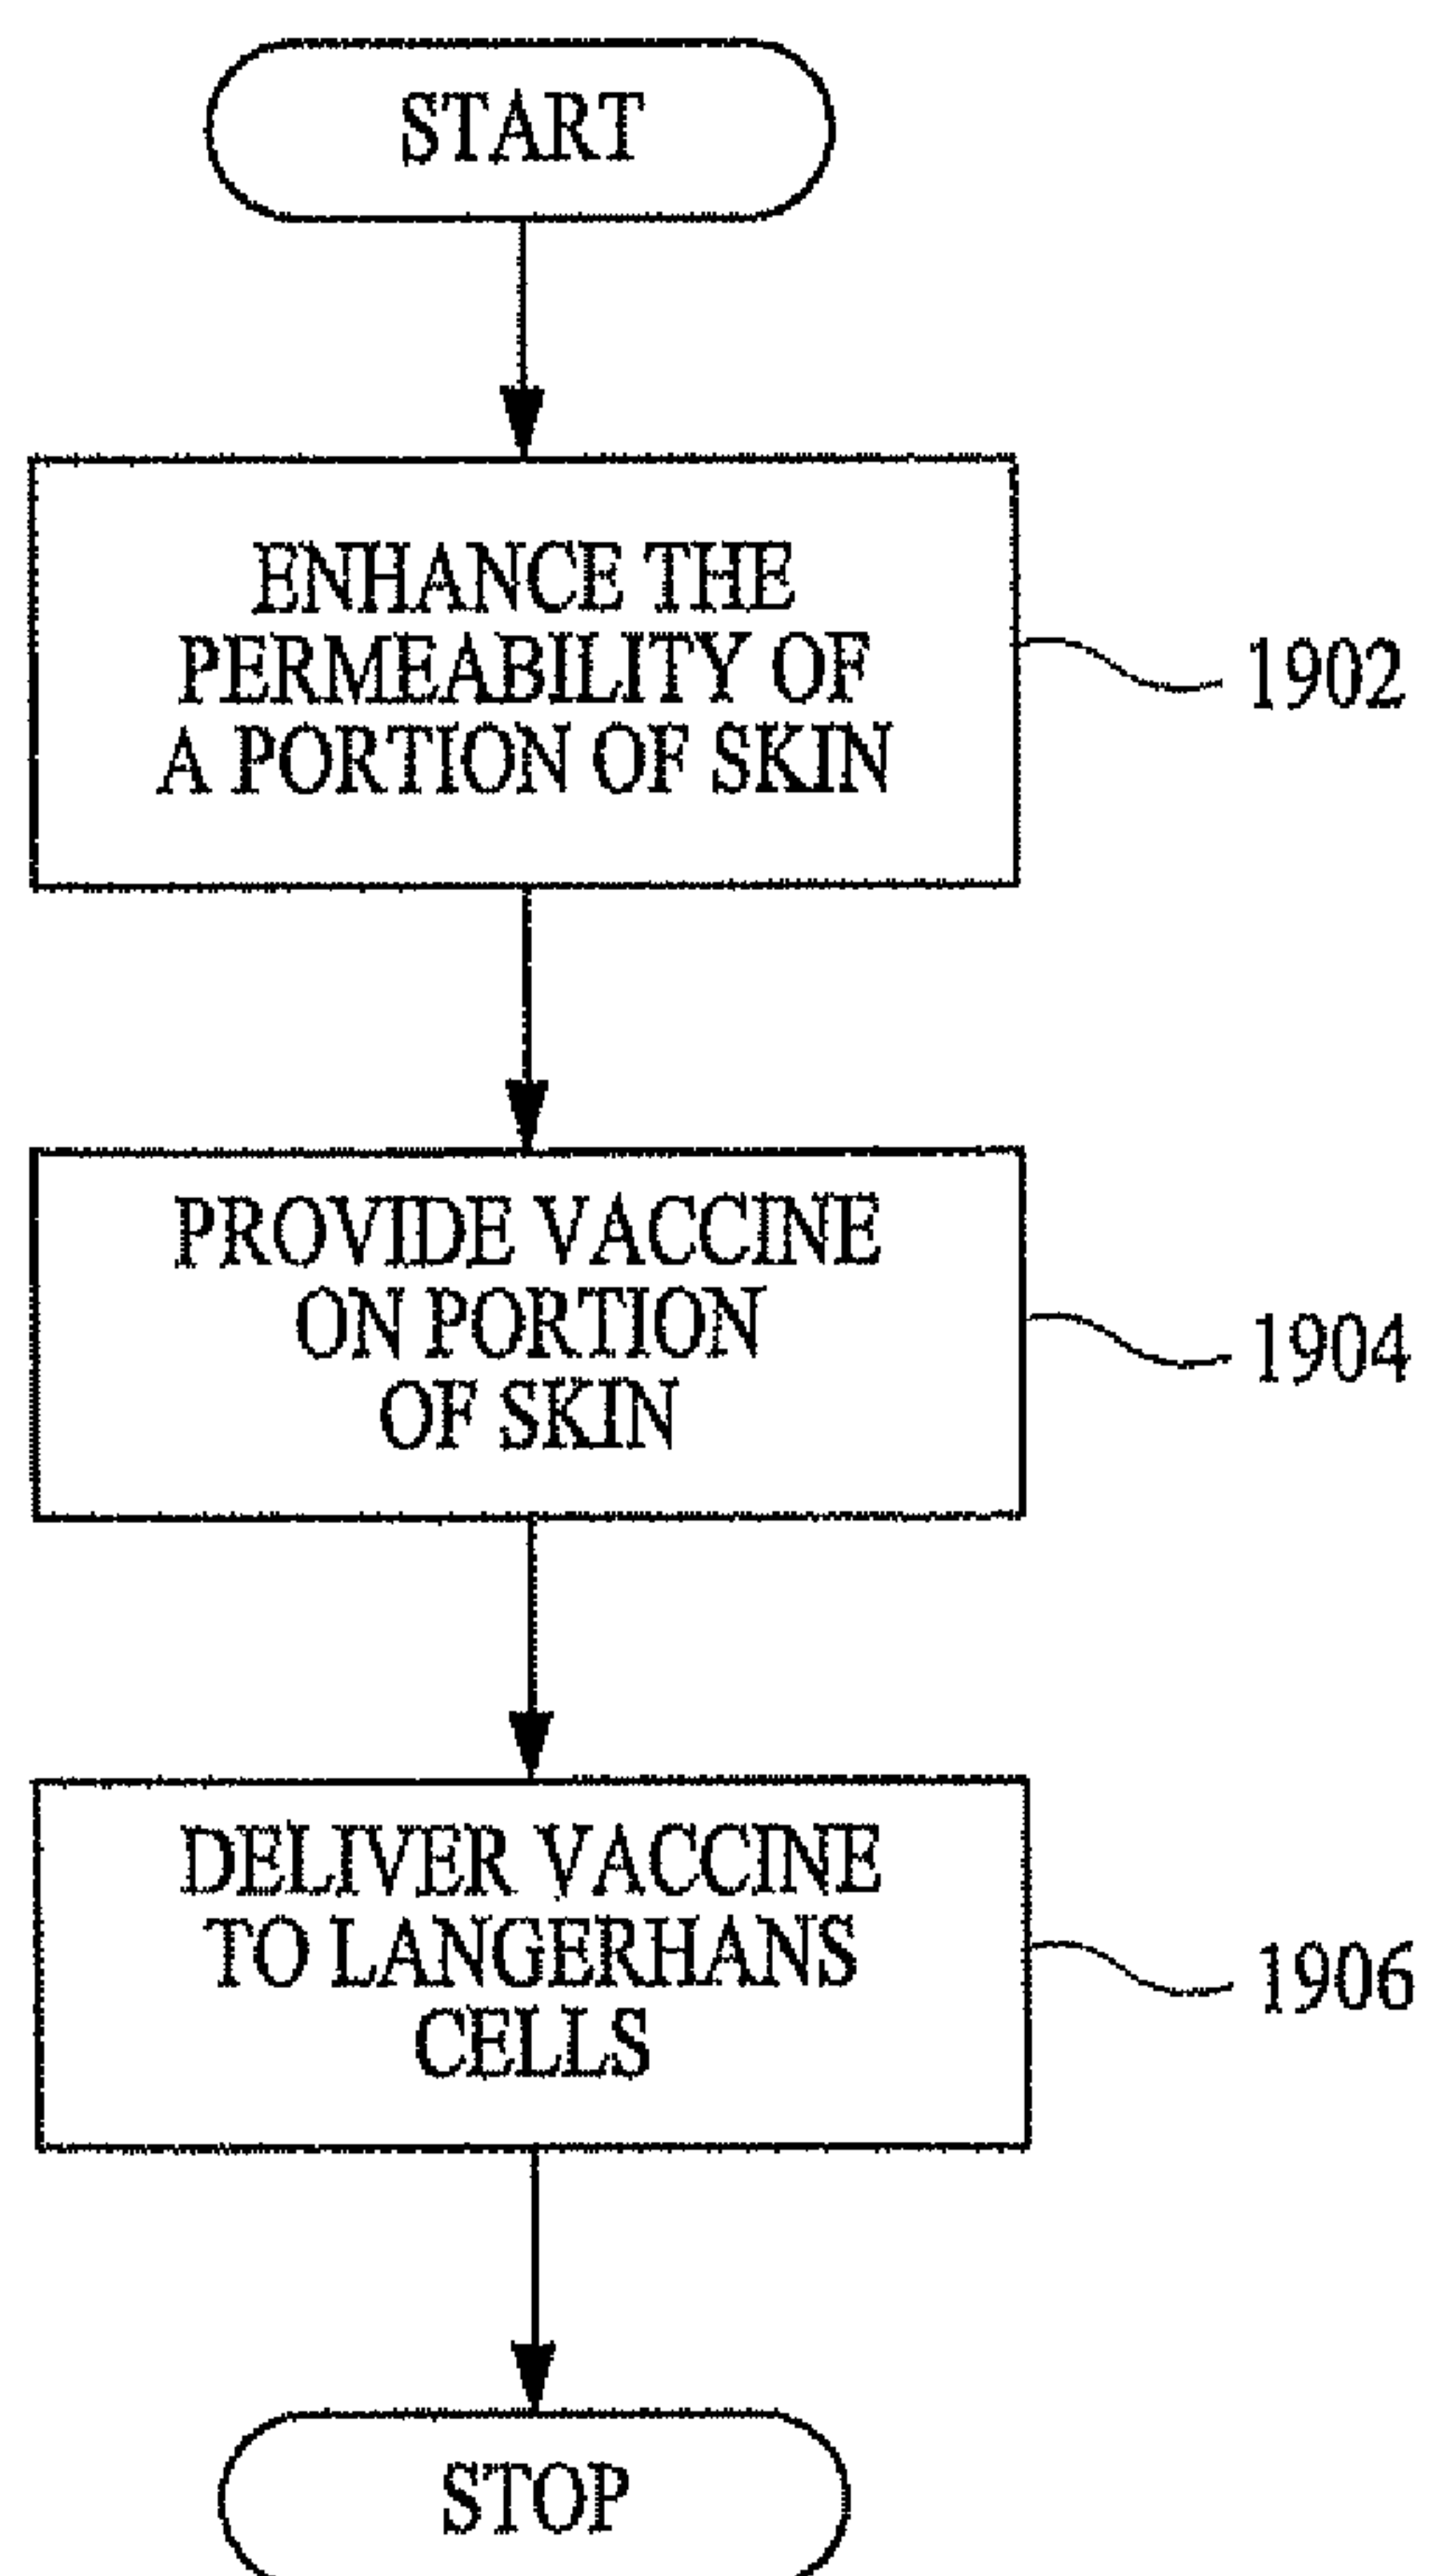 START
ENHANCE THE
PERMEABILITY OF
A PORTION OF SKIN
1902
PROVIDE VACCINE
ON PORTION
OF SKIN
1904
DELIVER VACCINE
TO LANGERHANS
CELLS
1906
STOP